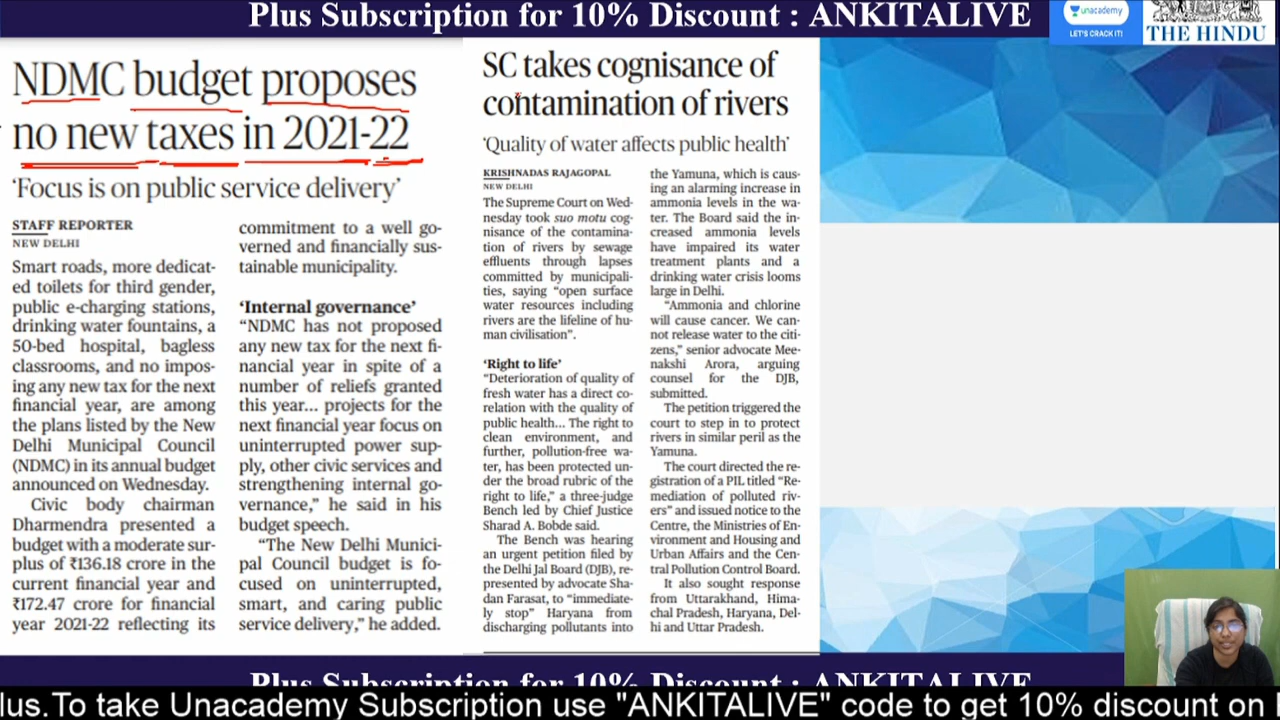 Plus Subscription for 10% Discount : ANKITALIVE
unacademy
LET'S CRACK IT!
THE HINDU
NDMC budget proposes
no new taxes in 2021-22
‘Focus is on public service delivery’
STAFF REPORTER
NEW DELHI
Smart roads, more dedicat-
ed toilets for third gender,
public e-charging stations,
drinking water fountains, a
50-bed hospital, bagless
classrooms, and no impos-
ing any new tax for the next
financial year, are among
the plans listed by the New
Delhi Municipal Council
(NDMC) in its annual budget
announced on Wednesday.
Civic body chairman
Dharmendra presented a
budget with a moderate sur-
plus of ₹136.18 crore in the
current financial year and
₹172.47 crore for financial
year 2021-22 reflecting its
commitment to a well go-
verned and financially sus-
tainable municipality.
‘Internal governance’
“NDMC has not proposed
any new tax for the next fi-
nancial year in spite of a
number of reliefs granted
this year... projects for the
next financial year focus on
uninterrupted power sup-
ply, other civic services and
strengthening internal go-
vernance,” he said in his
budget speech.
“The New Delhi Munici-
pal Council budget is fo-
cused on uninterrupted,
smart, and caring public
service delivery,” he added.
SC takes cognisance of
contamination of rivers
‘Quality of water affects public health’
KRISHNADAS RAJAGOPAL
NEW DELHI
The Supreme Court on Wed-
nesday took suo motu cog-
nisance of the contamina-
tion of rivers by sewage
effluents through lapses
committed by municipali-
ties, saying “open surface
water resources including
rivers are the lifeline of hu-
man civilisation”.
‘Right to life’
“Deterioration of quality of
fresh water has a direct co-
relation with the quality of
public health... The right to
clean environment, and
further, pollution-free wa-
ter, has been protected un-
der the broad rubric of the
right to life,” a three-judge
Bench led by Chief Justice
Sharad A. Bobde said.
The Bench was hearing
an urgent petition filed by
the Delhi Jal Board (DJB), re-
presented by advocate Sha-
dan Farasat, to “immediate-
ly stop” Haryana from
discharging pollutants into
the Yamuna, which is caus-
ing an alarming increase in
ammonia levels in the wa-
ter. The Board said the in-
creased ammonia levels
have impaired its water
treatment plants and a
drinking water crisis looms
large in Delhi.
“Ammonia and chlorine
will cause cancer. We can-
not release water to the citi-
zens,” senior advocate Mee-
nakshi Arora, arguing
counsel for the DJB,
submitted.
The petition triggered the
court to step in to protect
rivers in similar peril as the
Yamuna.
The court directed the re-
gistration of a PIL titled “Re-
mediation of polluted riv-
ers” and issued notice to the
Centre, the Ministries of En-
vironment and Housing and
Urban Affairs and the Cen-
tral Pollution Control Board.
It also sought response
from Uttarakhand, Hima-
chal Pradesh, Haryana, Del-
hi and Uttar Pradesh.
Plus Subscription for 10% Discount : ANKITALIVE
lus.To take Unacademy Subscription use "ANKITALIVE" code to get 10% discount on